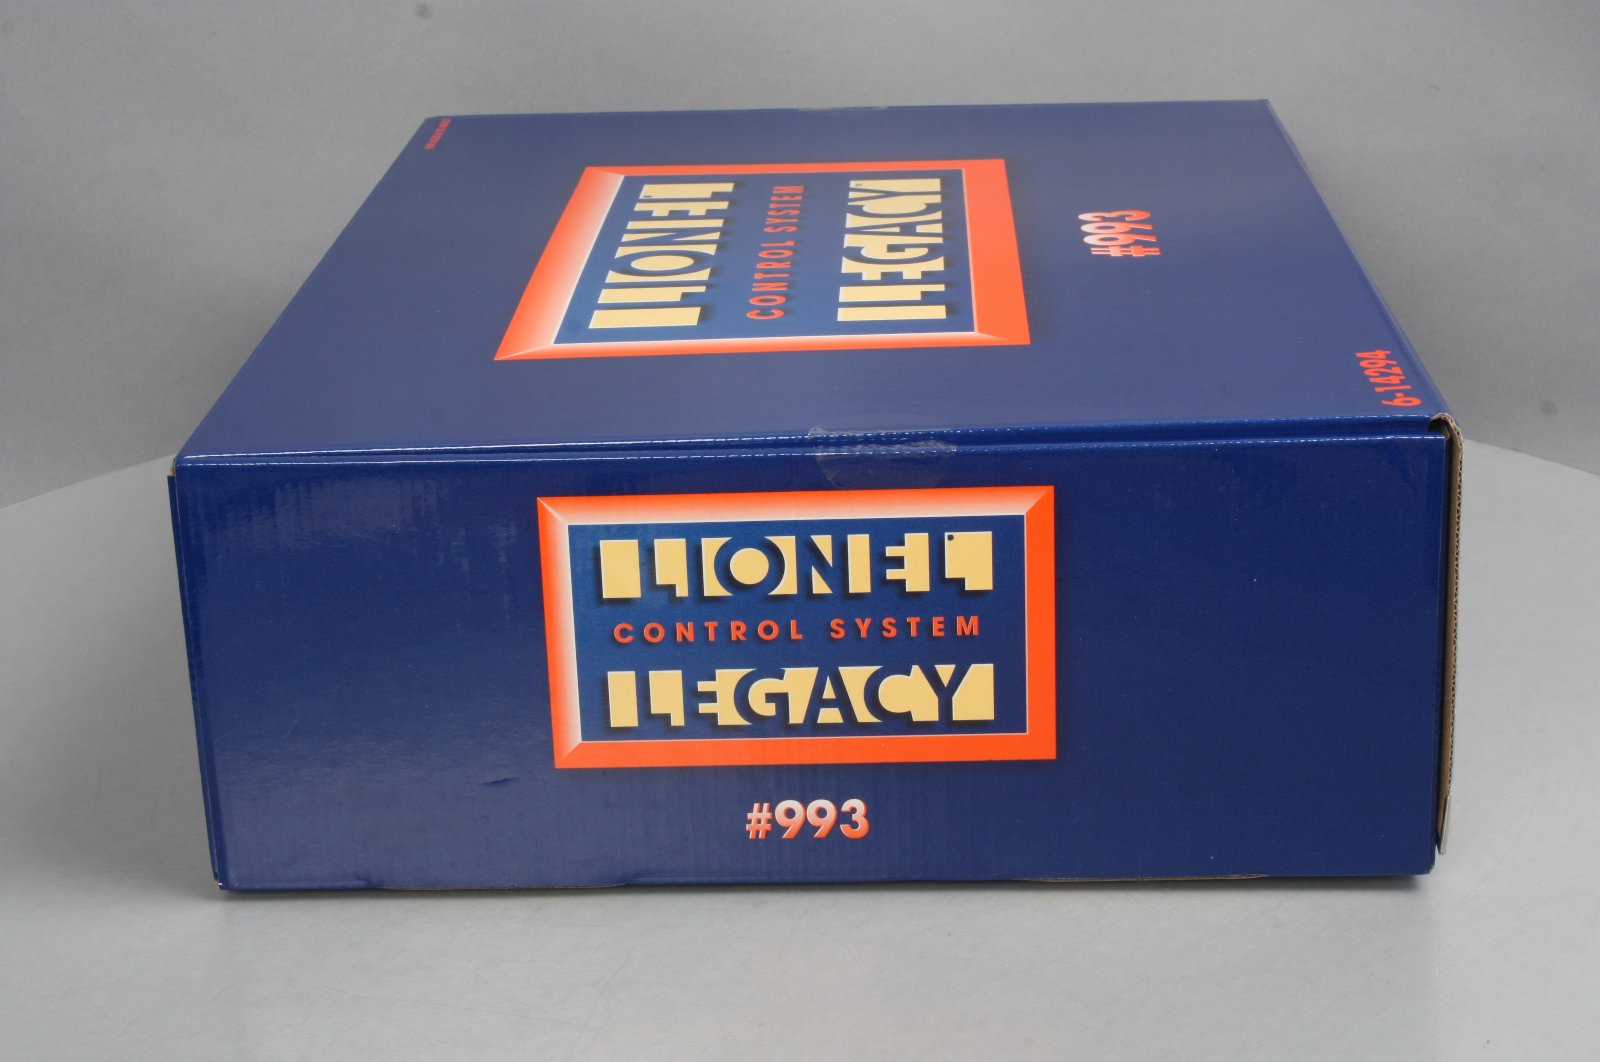 LIONEL
CONTROL SYSTEM
LEGACY
#993
6-14294
LIONEL
CONTROL SYSTEM
LEGACY
#993